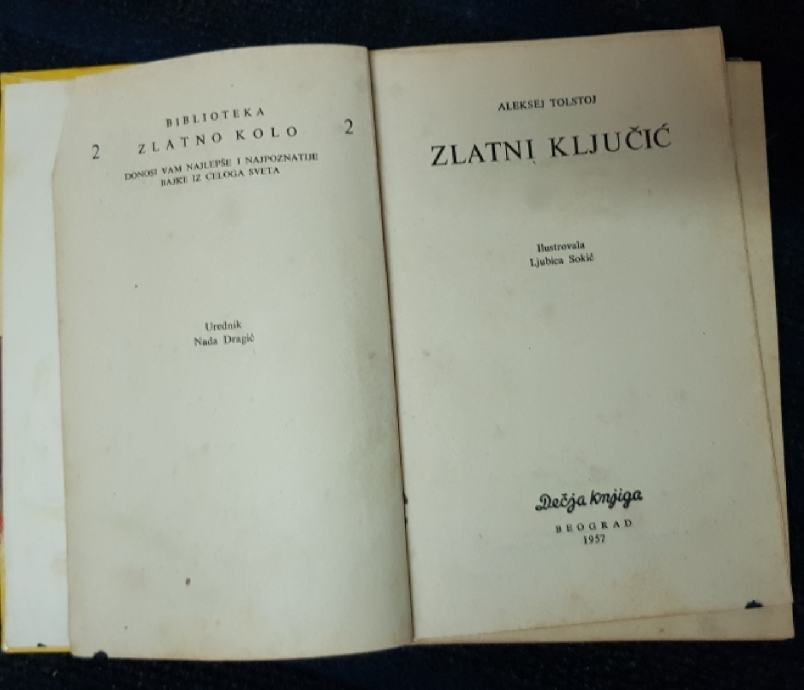 BIBLIOTEKA
2 ZLATNO KOLO 2
DONOSI VAM NAJLEPŠE I NAJPOZNATIJE
BAJKE IZ CELOGA SVETA
Urednik
Nada Dragić
ALEKSEJ TOLSTOJ
ZLATNI KLJUČIĆ
Ilustrovala
Ljubica Sokić
Dečja knjiga
BEOGRAD
1957